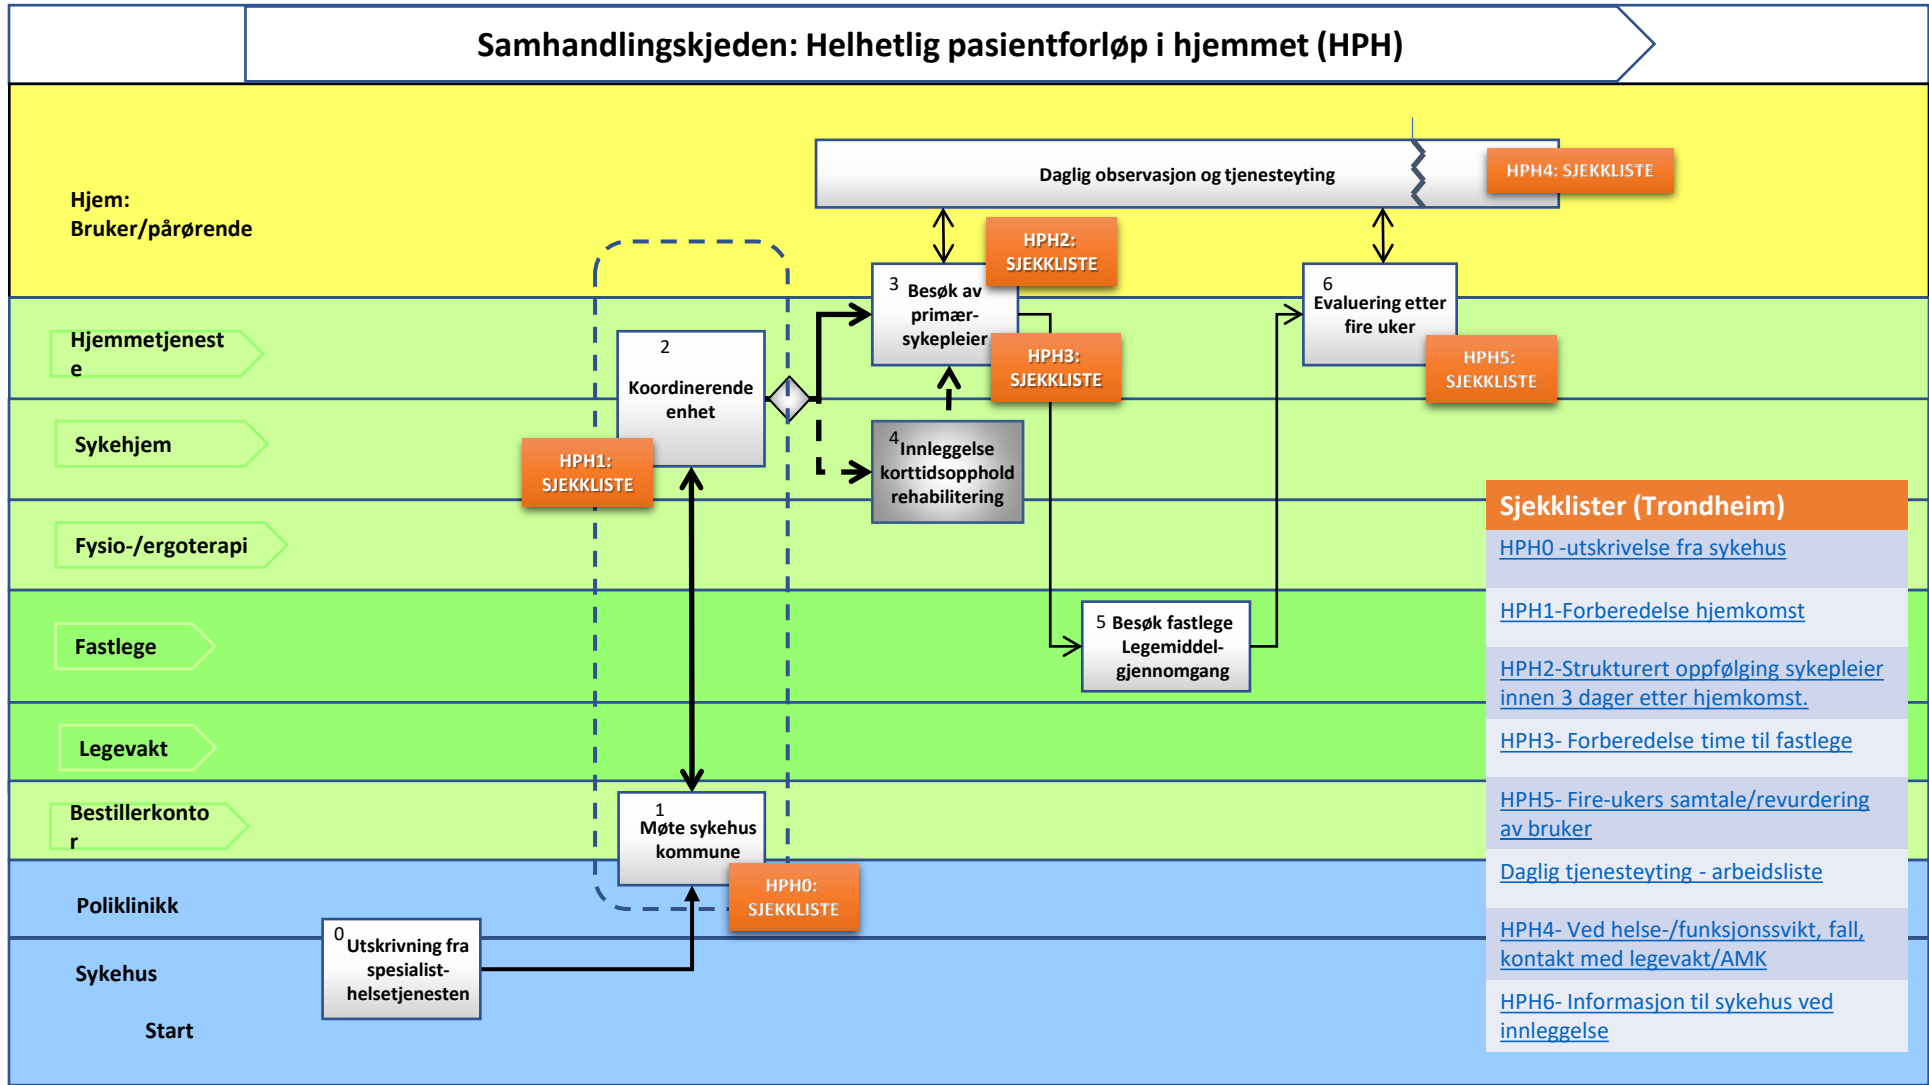 Samhandlingskjeden: Helhetlig pasientforløp i hjemmet (HPH)
Daglig observasjon og tjenesteyting
HPH4: SJEKKLISTE
Hjem:
Bruker/pårørende
HPH2:
SJEKKLISTE
3
Besøk av
primær-
sykepleier
6
Evaluering etter
fire uker
Hjemmetjenest
e
2
Koordinerende
enhet
HPH3:
SJEKKLISTE
HPH5:
SJEKKLISTE
Sykehjem
HPH1:
SJEKKLISTE
4
Innleggelse
korttidsopphold
rehabilitering
Fysio-/ergoterapi
Fastlege
5 Besøk fastlege
Legemiddel-
gjennomgang
Legevakt
Bestillerkonto
r
1
Møte sykehus
kommune
HPH0:
SJEKKLISTE
Poliklinikk
0
Utskrivning fra
spesialist-
helsetjenesten
Sykehus
Start
Sjekklister (Trondheim)
HPH0 -utskrivelse fra sykehus
HPH1-Forberedelse hjemkomst
HPH2-Strukturert oppfølging sykepleier
innen 3 dager etter hjemkomst.
HPH3- Forberedelse time til fastlege
HPH5- Fire-ukers samtale/revurdering
av bruker
Daglig tjenesteyting - arbeidsliste
HPH4- Ved helse-/funksjonssvikt, fall,
kontakt med legevakt/AMK
HPH6- Informasjon til sykehus ved
innleggelse